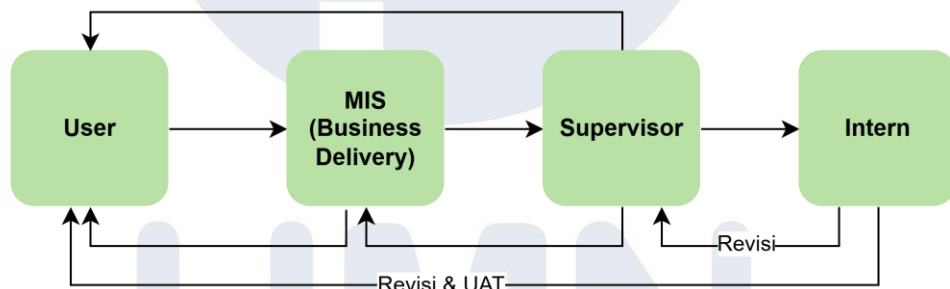 User
MIS
(Business
Delivery)
Supervisor
Intern
Revisi
Revisi & UAT